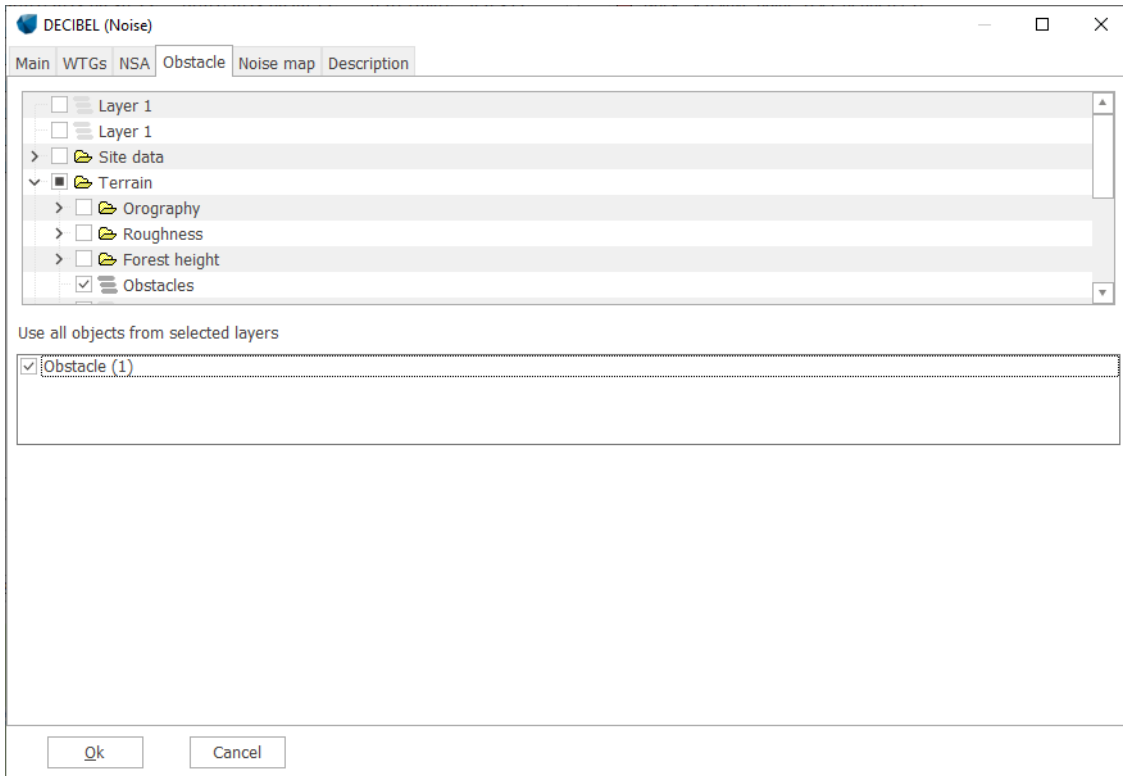 DECIBEL (Noise)
Main WTGs NSA Obstacle Noise map Description
Layer 1
Layer 1
Site data
Terrain
Orography
Roughness
Forest height
Obstacles
Use all objects from selected layers
Obstacle (1)
Ok Cancel